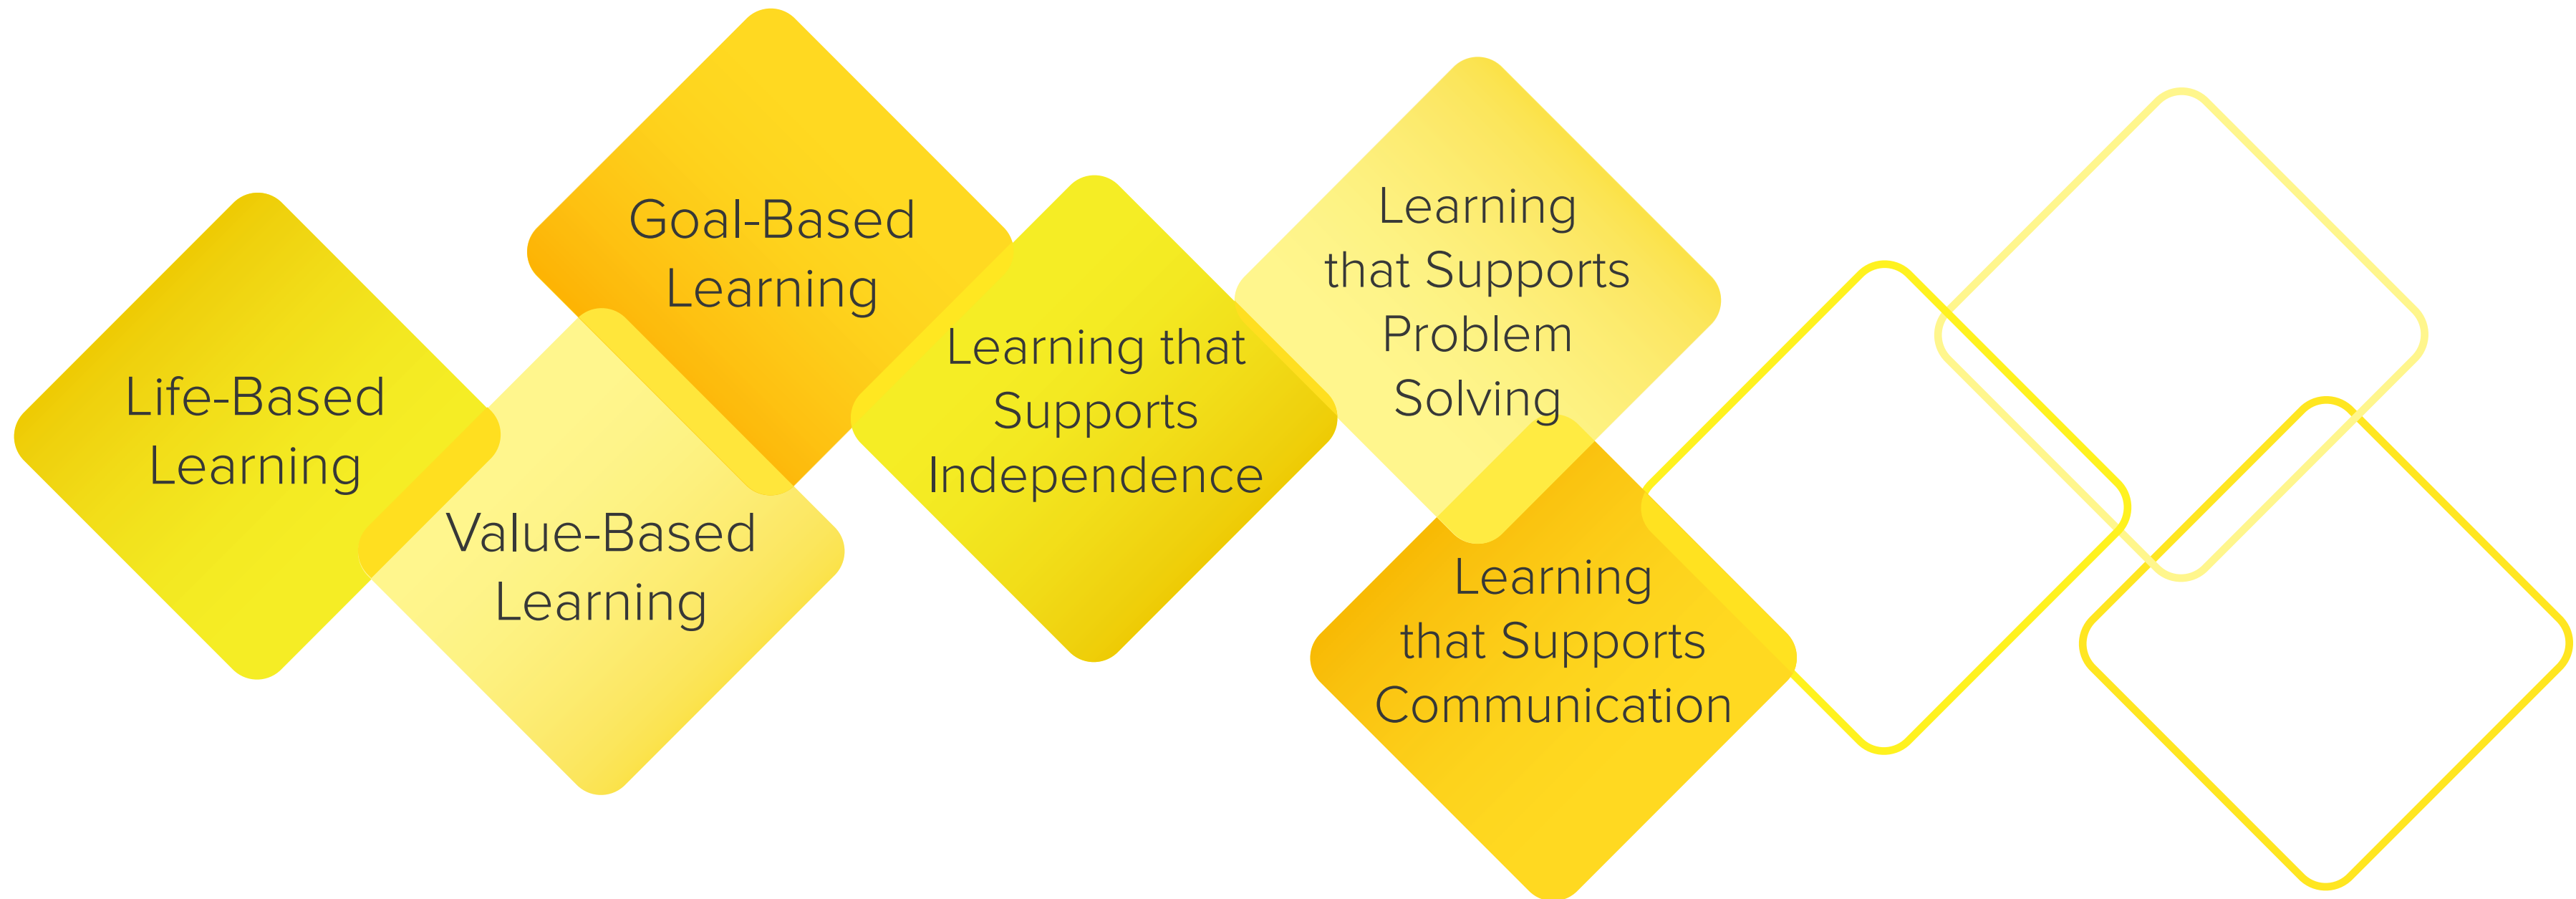 Life-Based
Learning
Value-Based
Learning
Goal-Based
Learning
Learning that
Supports
Independence
Learning
that Supports
Problem
Solving
Learning
that Supports
Communication